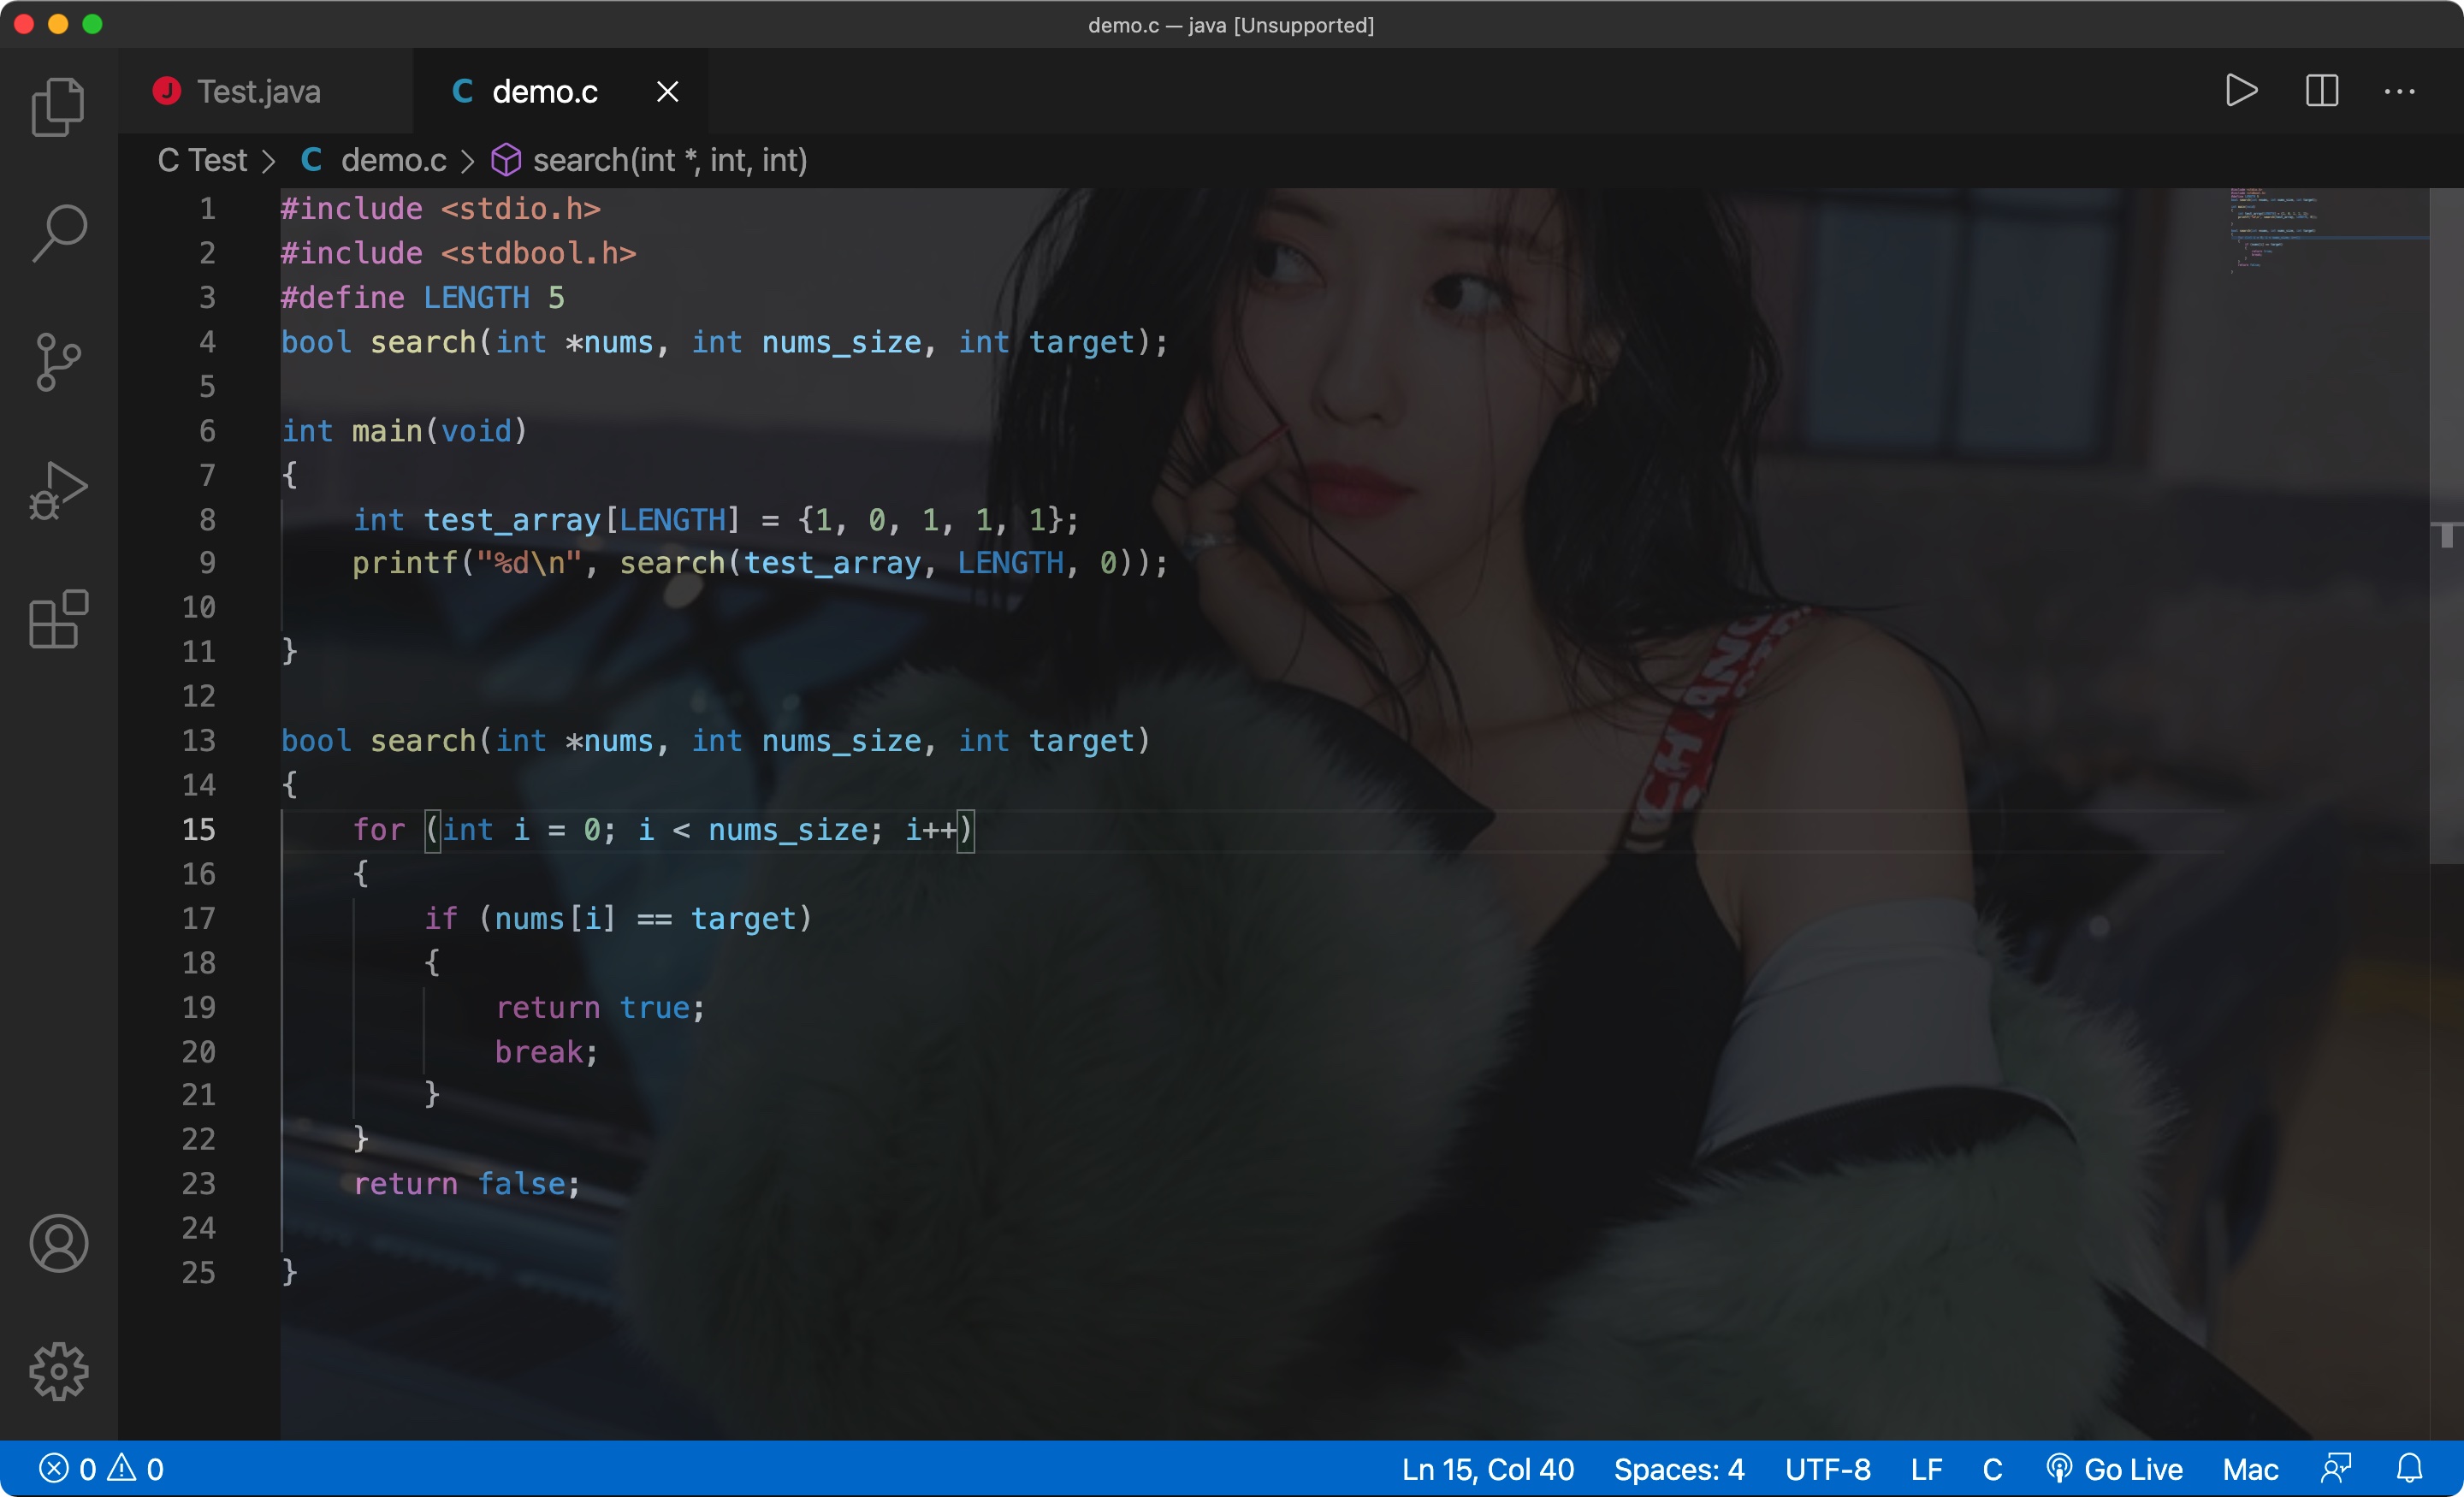 demo.c — java [Unsupported]
Test.java
C demo.c
C Test > C demo.c > search(int *, int, int)
1 #include <stdio.h>
2 #include <stdbool.h>
3 #define LENGTH 5
4 bool search(int *nums, int nums_size, int target);
5
6 int main(void)
7 {
8     int test_array[LENGTH] = {1, 0, 1, 1, 1};
9     printf("%d\n", search(test_array, LENGTH, 0));
10
11 }
12
13 bool search(int *nums, int nums_size, int target)
14 {
15     for (int i = 0; i < nums_size; i++)
16     {
17         if (nums[i] == target)
18         {
19             return true;
20             break;
21         }
22     }
23     return false;
24
25 }
0 0 Ln 15, Col 40 Spaces: 4 UTF-8 LF C Go Live Mac